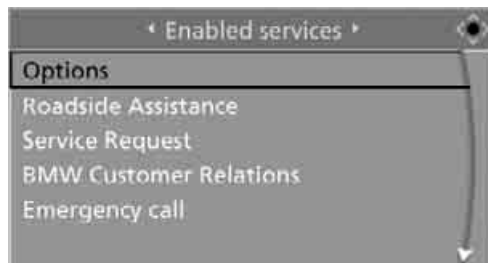 Enabled services
Options
Roadside Assistance
Service Request
BMW Customer Relations
Emergency call